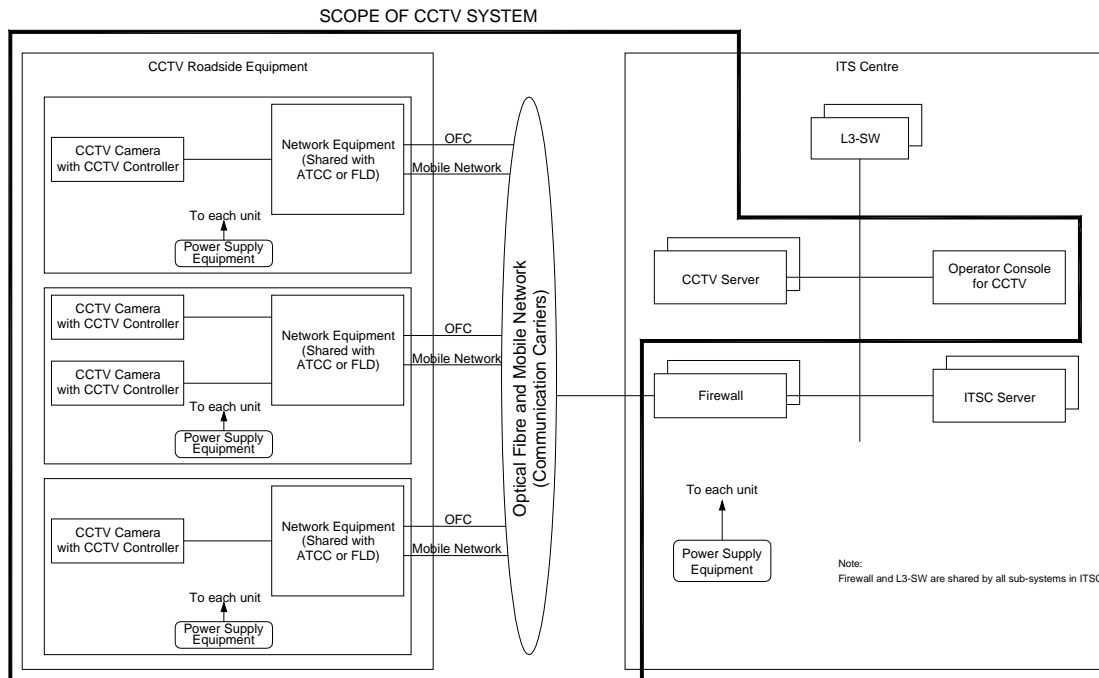 SCOPE OF CCTV SYSTEM
CCTV Roadside Equipment
CCTV Camera
with CCTV Controller
Network Equipment
(Shared with
ATCC or FLD)
OFC
Mobile Network
To each unit
Power Supply
Equipment
CCTV Camera
with CCTV Controller
CCTV Camera
with CCTV Controller
Network Equipment
(Shared with
ATCC or FLD)
OFC
Mobile Network
To each unit
Power Supply
Equipment
CCTV Camera
with CCTV Controller
Network Equipment
(Shared with
ATCC or FLD)
OFC
Mobile Network
To each unit
Power Supply
Equipment
Optical Fibre and Mobile Network
(Communication Carriers)
ITS Centre
L3-SW
CCTV Server
Operator Console
for CCTV
Firewall
ITSC Server
To each unit
Power Supply
Equipment
Note:
Firewall and L3-SW are shared by all sub-systems in ITSC